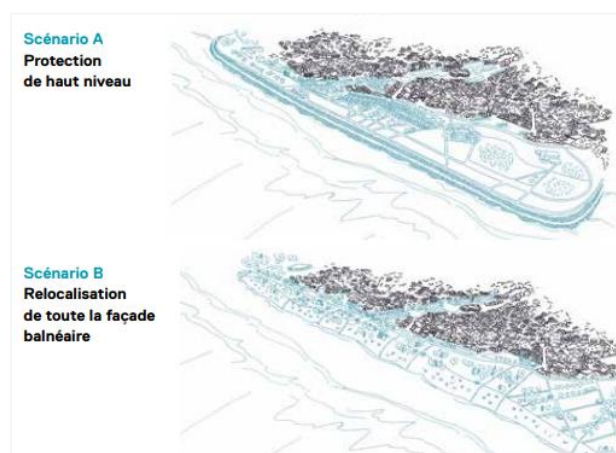 Scénario A
Protection
de haut niveau
Scénario B
Relocalisation
de toute la façade
balnéaire